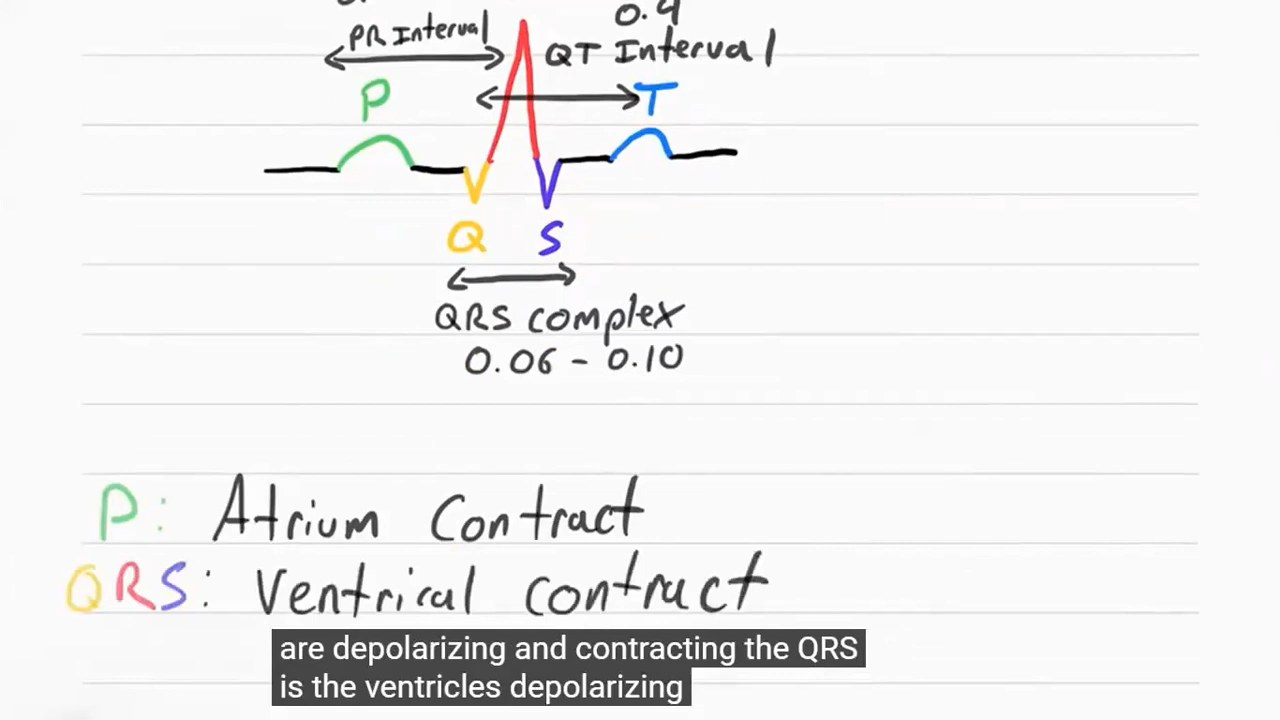 0.4
PR Interval
QT Interval
P
T
Q S
QRS complex
0.06 - 0.10
P: Atrium Contract
QRS: Ventrical contract
are depolarizing and contracting the QRS
is the ventricles depolarizing